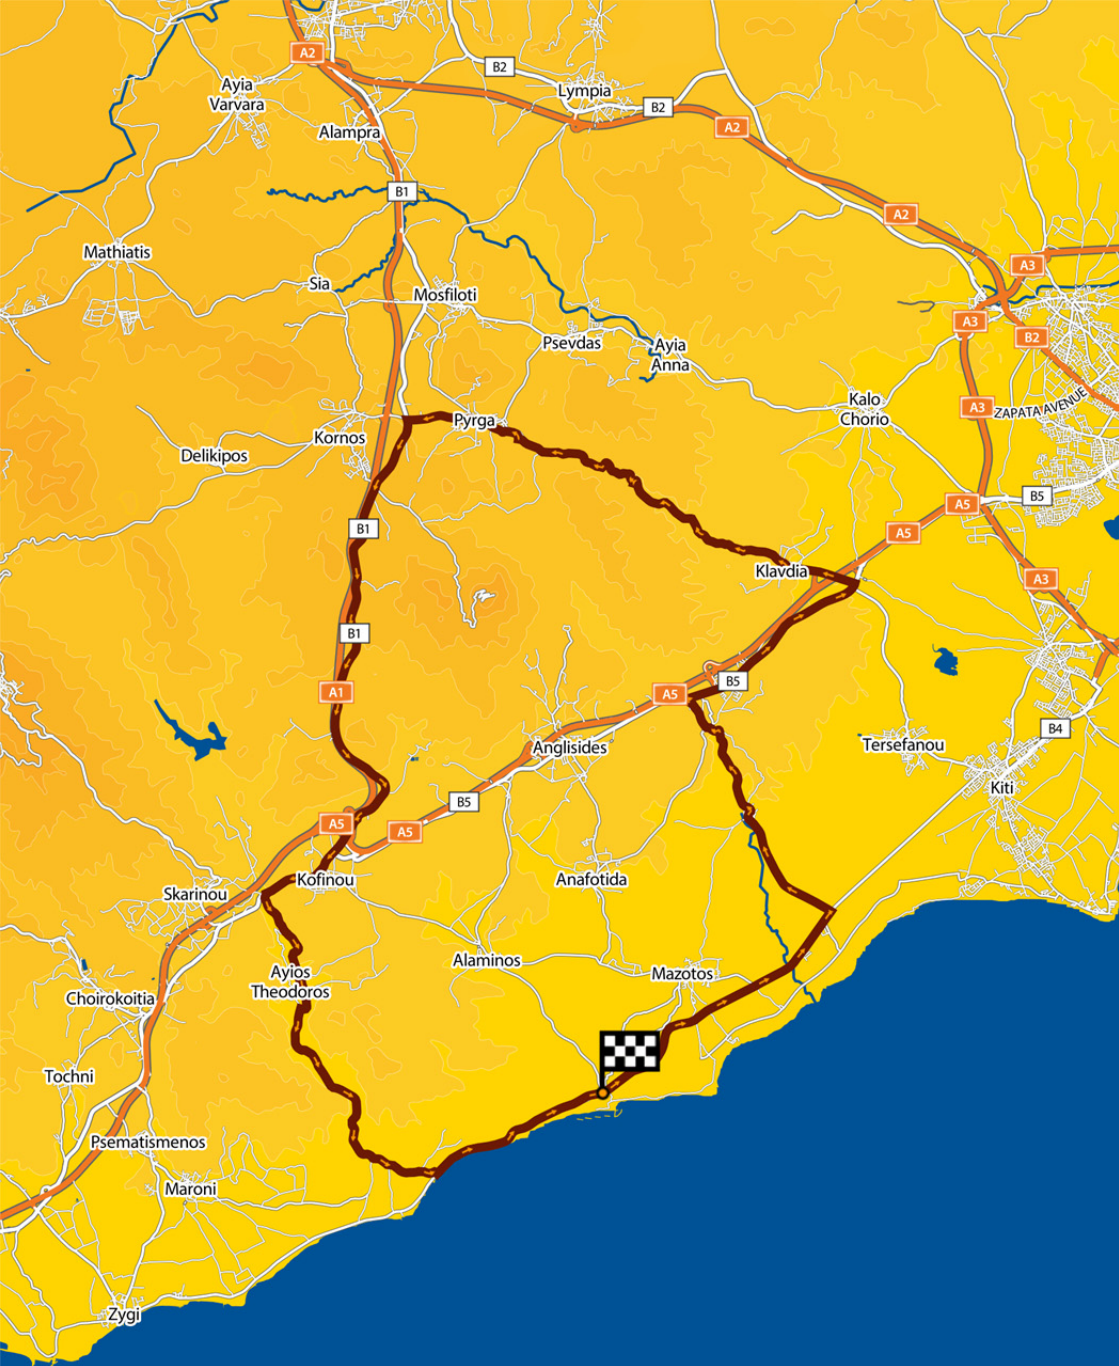 A2
B2
Ayia
Varvara
Lympia
B2
A2
Alampra
B1
A2
Mathiatis
A3
Sia
Mosfiloti
A3
B2
Psevdas
Ayia
Anna
A3
ZAPATA AVENUE
Kalo
Chorio
Pyrga
Kornos
Delikipos
B5
A5
A5
B1
Klavdia
A3
B1
A1
A5
B5
B4
Anglisides
Tersefanou
Kiti
B5
A5
A5
Kofinou
Anafotida
Skarinou
Alaminos
Ayios
Theodoros
Mazotos
Choirokoitia
Tochni
Psematismenos
Maroni
Zygi